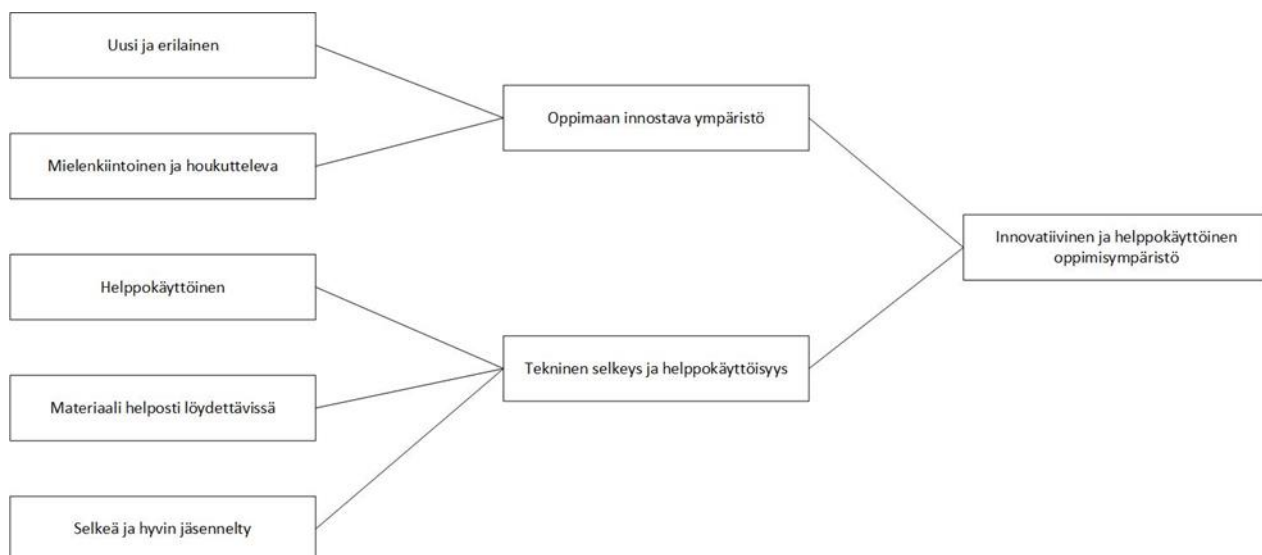 Uusi ja erilainen
Mielenkiintoinen ja houkutteleva
Helppokäyttöinen
Materiaali helposti löydettävissä
Selkeä ja hyvin jäsennelty
Oppimaan innostava ympäristö
Tekninen selkeys ja helppokäyttöisyys
Innovatiivinen ja helppokäyttöinen
oppimisympäristö